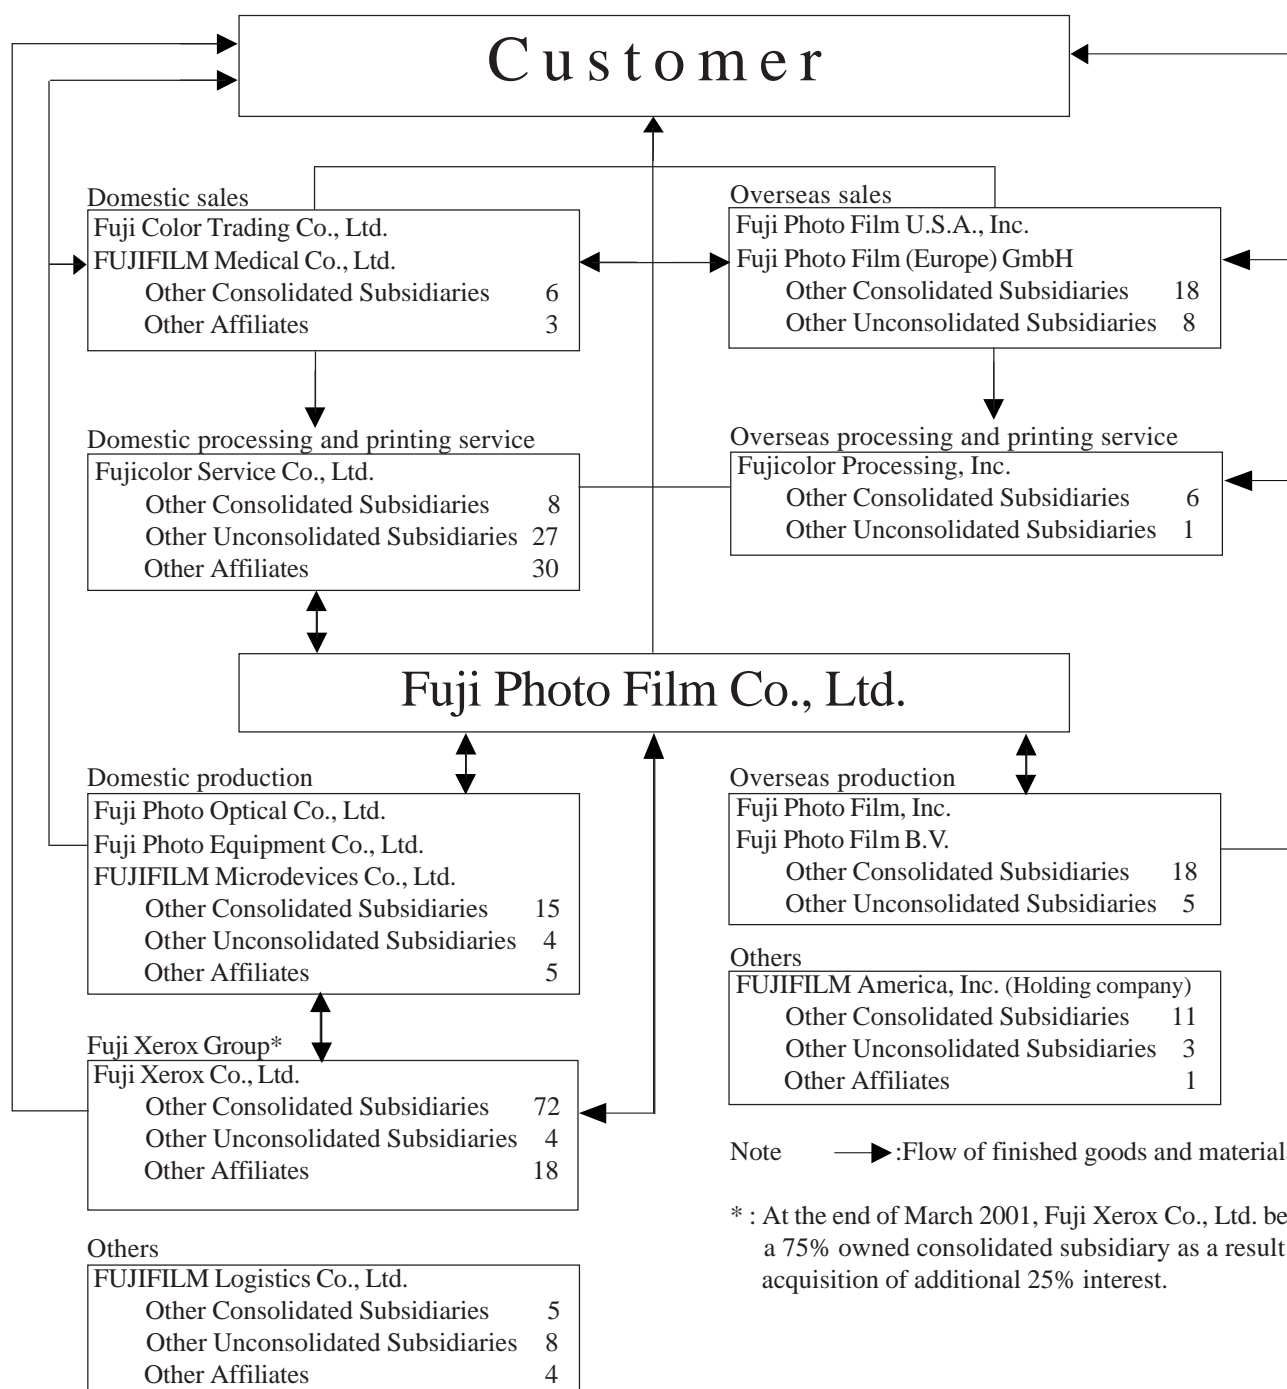 Customer
Domestic sales
Fuji Color Trading Co., Ltd.
FUJIFILM Medical Co., Ltd.
Other Consolidated Subsidiaries 6
Other Affiliates 3
Overseas sales
Fuji Photo Film U.S.A., Inc.
Fuji Photo Film (Europe) GmbH
Other Consolidated Subsidiaries 18
Other Unconsolidated Subsidiaries 8
Domestic processing and printing service
Fujicolor Service Co., Ltd.
Other Consolidated Subsidiaries 8
Other Unconsolidated Subsidiaries 27
Other Affiliates 30
Overseas processing and printing service
Fujicolor Processing, Inc.
Other Consolidated Subsidiaries 6
Other Unconsolidated Subsidiaries 1
Fuji Photo Film Co., Ltd.
Domestic production
Fuji Photo Optical Co., Ltd.
Fuji Photo Equipment Co., Ltd.
FUJIFILM Microdevices Co., Ltd.
Other Consolidated Subsidiaries 15
Other Unconsolidated Subsidiaries 4
Other Affiliates 5
Overseas production
Fuji Photo Film, Inc.
Fuji Photo Film B.V.
Other Consolidated Subsidiaries 18
Other Unconsolidated Subsidiaries 5
Others
FUJIFILM America, Inc. (Holding company)
Other Consolidated Subsidiaries 11
Other Unconsolidated Subsidiaries 3
Other Affiliates 1
Fuji Xerox Group*
Fuji Xerox Co., Ltd.
Other Consolidated Subsidiaries 72
Other Unconsolidated Subsidiaries 4
Other Affiliates 18
Note :Flow of finished goods and material
* : At the end of March 2001, Fuji Xerox Co., Ltd. be
a 75% owned consolidated subsidiary as a result
acquisition of additional 25% interest.
Others
FUJIFILM Logistics Co., Ltd.
Other Consolidated Subsidiaries 5
Other Unconsolidated Subsidiaries 8
Other Affiliates 4